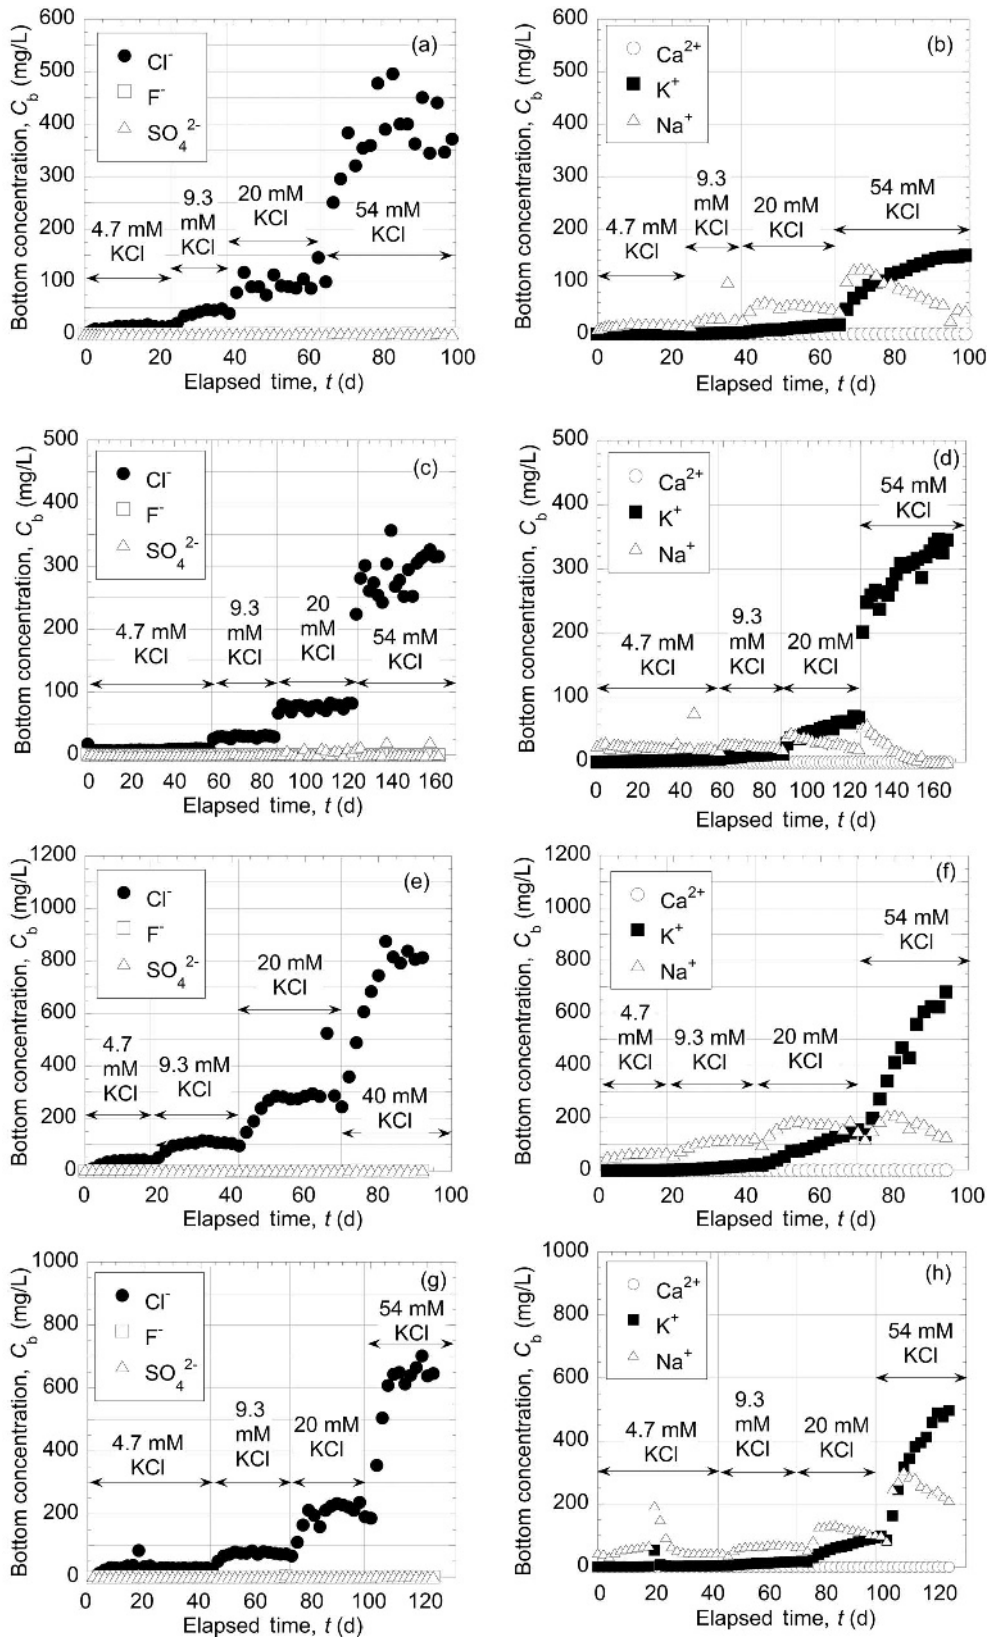 (a)
Bottom concentration, C_b (mg/L)
600
500
400
300
200
100
0
Cl⁻
F⁻
SO₄²⁻
4.7 mM
KCl
9.3
mM
KCl
20 mM
KCl
54 mM
KCl
0 20 40 60 80 100
Elapsed time, t (d)
(b)
Bottom concentration, C_b (mg/L)
600
500
400
300
200
100
0
Ca²⁺
K⁺
Na⁺
4.7 mM
KCl
9.3
mM
KCl
20 mM
KCl
54 mM
KCl
0 20 40 60 80 100
Elapsed time, t (d)
(c)
Bottom concentration, C_b (mg/L)
500
400
300
200
100
0
Cl⁻
F⁻
SO₄²⁻
4.7 mM
KCl
9.3
mM
KCl
20
mM
KCl
54 mM
KCl
0 20 40 60 80 100 120 140 160
Elapsed time, t (d)
(d)
Bottom concentration, C_b (mg/L)
500
400
300
200
100
0
Ca²⁺
K⁺
Na⁺
4.7 mM
KCl
9.3
mM
KCl
20 mM
KCl
54 mM
KCl
0 20 40 60 80 100 120 140 160
Elapsed time, t (d)
(e)
Bottom concentration, C_b (mg/L)
1200
1000
800
600
400
200
0
Cl⁻
F⁻
SO₄²⁻
4.7
mM
KCl
9.3 mM
KCl
20 mM
KCl
40 mM
KCl
0 20 40 60 80 100
Elapsed time, t (d)
(f)
Bottom concentration, C_b (mg/L)
1200
1000
800
600
400
200
0
Ca²⁺
K⁺
Na⁺
4.7
mM
KCl
9.3 mM
KCl
20 mM
KCl
54 mM
KCl
0 20 40 60 80 100
Elapsed time, t (d)
(g)
Bottom concentration, C_b (mg/L)
1000
800
600
400
200
0
Cl⁻
F⁻
SO₄²⁻
4.7 mM
KCl
9.3
mM
KCl
20 mM
KCl
54 mM
KCl
0 20 40 60 80 100 120
Elapsed time, t (d)
(h)
Bottom concentration, C_b (mg/L)
1000
800
600
400
200
0
Ca²⁺
K⁺
Na⁺
4.7 mM
KCl
9.3
mM
KCl
20 mM
KCl
54 mM
KCl
0 20 40 60 80 100 120
Elapsed time, t (d)